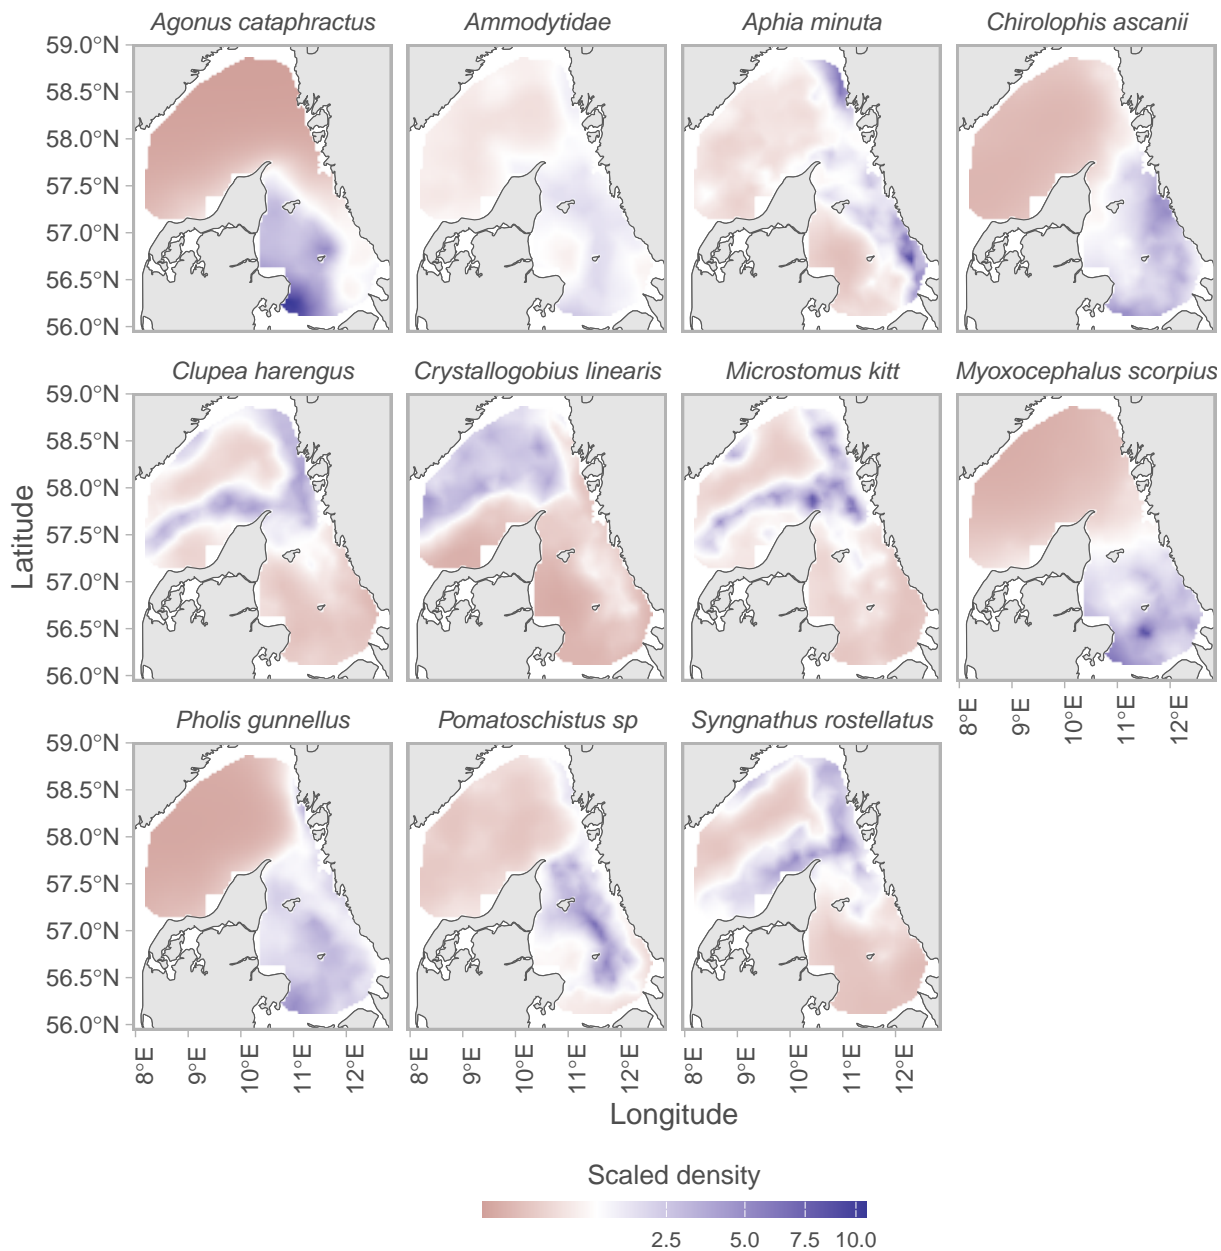 Agonus cataphractus
Ammodytidae
Aphia minuta
Chirolophis ascanii
59.0°N
58.5°N
58.0°N
57.5°N
57.0°N
56.5°N
56.0°N
Clupea harengus
Crystallogobius linearis
Microstomus kitt
Myoxocephalus scorpius
59.0°N
58.5°N
58.0°N
57.5°N
57.0°N
56.5°N
56.0°N
Latitude
8°E
9°E
10°E
11°E
12°E
Pholis gunnellus
Pomatoschistus sp
Syngnathus rostellatus
59.0°N
58.5°N
58.0°N
57.5°N
57.0°N
56.5°N
56.0°N
8°E
9°E
10°E
11°E
12°E
8°E
9°E
10°E
11°E
12°E
8°E
9°E
10°E
11°E
12°E
Longitude
Scaled density
2.5 5.0 7.5 10.0